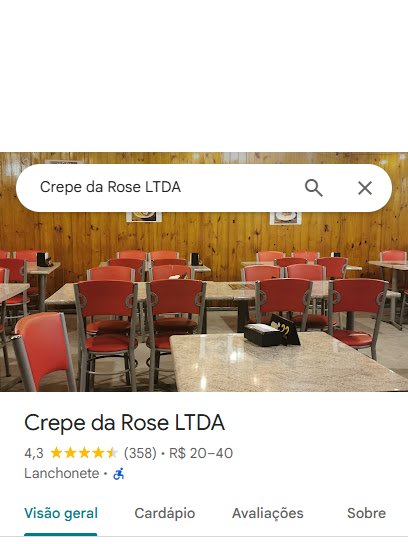 Crepe da Rose LTDA
Crepe da Rose LTDA
4,3 (358) • R$ 20–40
Lanchonete •
Visão geral Cardápio Avaliações Sobre